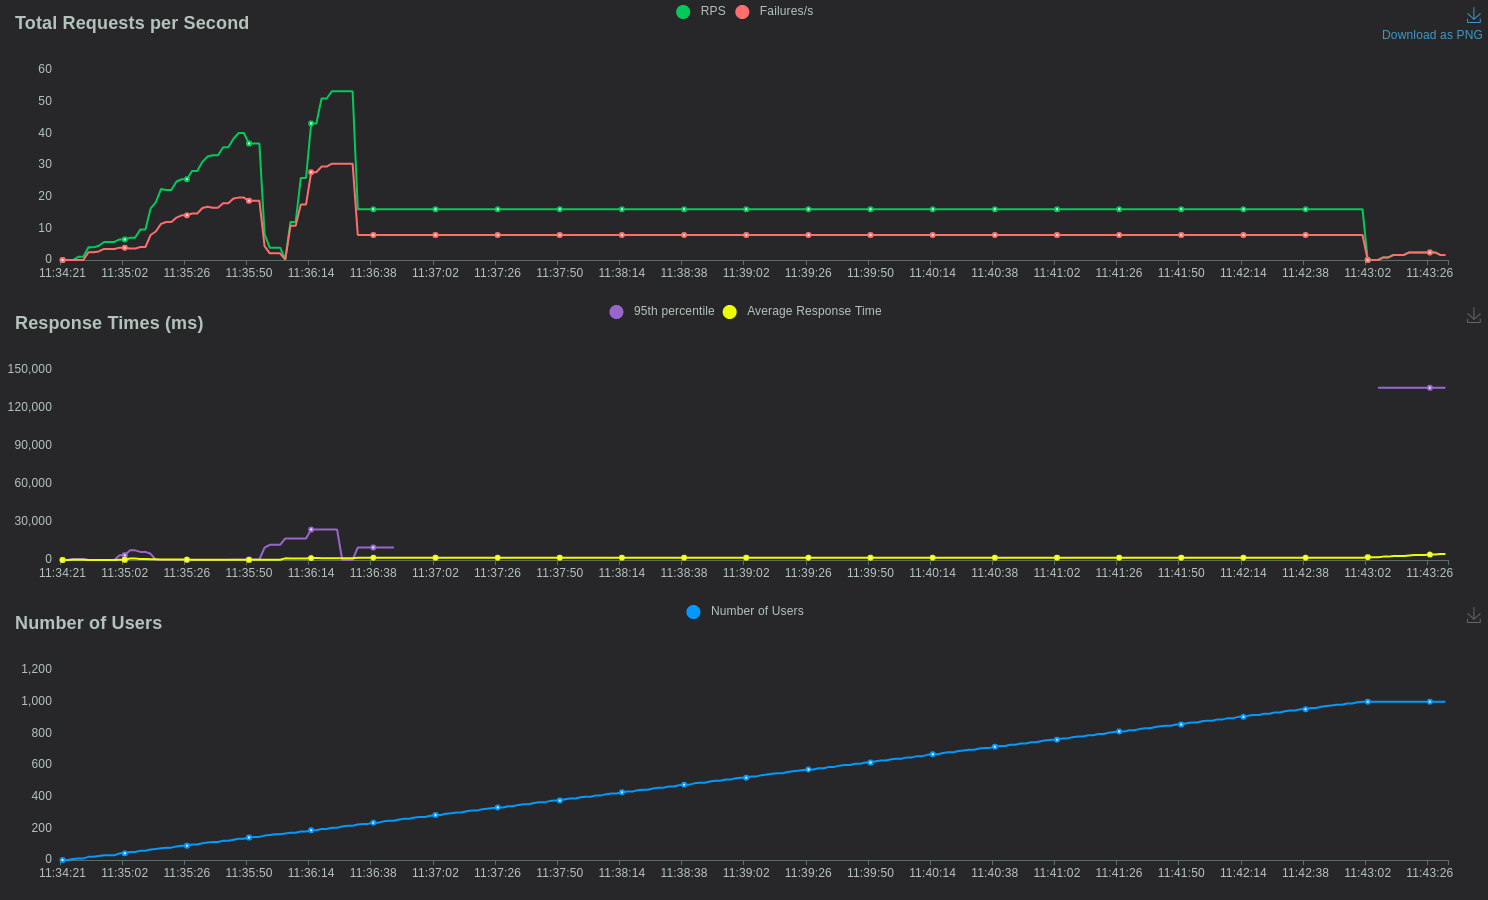 Total Requests per Second
RPS Failures/s
Download as PNG
60
50
40
30
20
10
0
11:34:21 11:35:02 11:35:26 11:35:50 11:36:14 11:36:38 11:37:02 11:37:26 11:37:50 11:38:14 11:38:38 11:39:02 11:39:26 11:39:50 11:40:14 11:40:38 11:41:02 11:41:26 11:41:50 11:42:14 11:42:38 11:43:02 11:43:26
Response Times (ms)
95th percentile Average Response Time
150,000
120,000
90,000
60,000
30,000
0
11:34:21 11:35:02 11:35:26 11:35:50 11:36:14 11:36:38 11:37:02 11:37:26 11:37:50 11:38:14 11:38:38 11:39:02 11:39:26 11:39:50 11:40:14 11:40:38 11:41:02 11:41:26 11:41:50 11:42:14 11:42:38 11:43:02 11:43:26
Number of Users
Number of Users
1,200
1,000
800
600
400
200
0
11:34:21 11:35:02 11:35:26 11:35:50 11:36:14 11:36:38 11:37:02 11:37:26 11:37:50 11:38:14 11:38:38 11:39:02 11:39:26 11:39:50 11:40:14 11:40:38 11:41:02 11:41:26 11:41:50 11:42:14 11:42:38 11:43:02 11:43:26